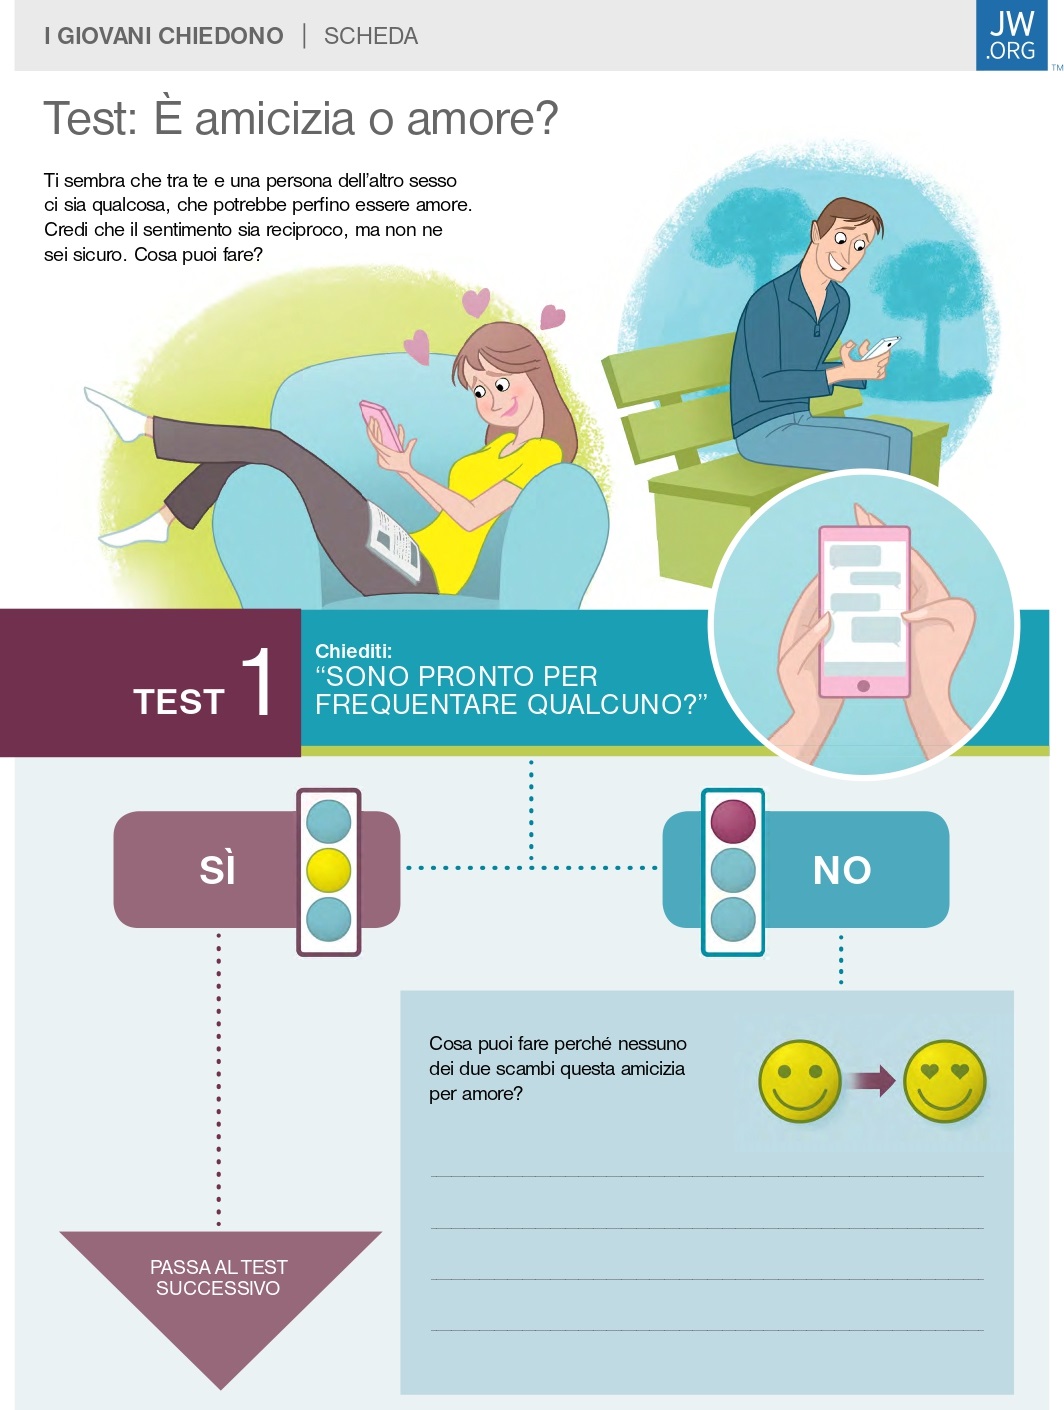 I GIOVANI CHIEDONO | SCHEDA
JW
.ORG
TM
Test: È amicizia o amore?
Ti sembra che tra te e una persona dell’altro sesso
ci sia qualcosa, che potrebbe perfino essere amore.
Credi che il sentimento sia reciproco, ma non ne
sei sicuro. Cosa puoi fare?
TEST 1
Chiediti:
“SONO PRONTO PER
FREQUENTARE QUALCUNO?”
SÌ
NO
Cosa puoi fare perché nessuno
dei due scambi questa amicizia
per amore?
PASSA AL TEST
SUCCESSIVO